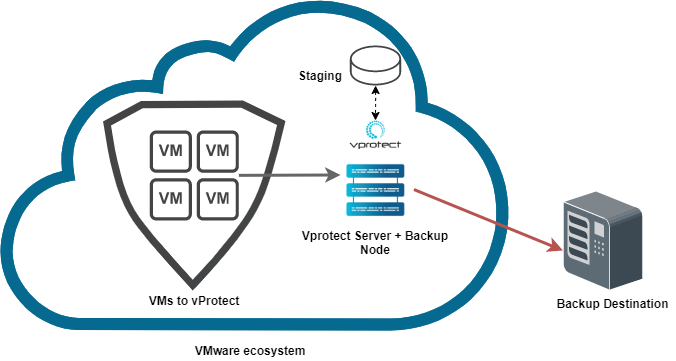 Staging
vprotect
VM VM
VM VM
Vprotect Server + Backup
Node
VMs to vProtect
Backup Destination
VMware ecosystem